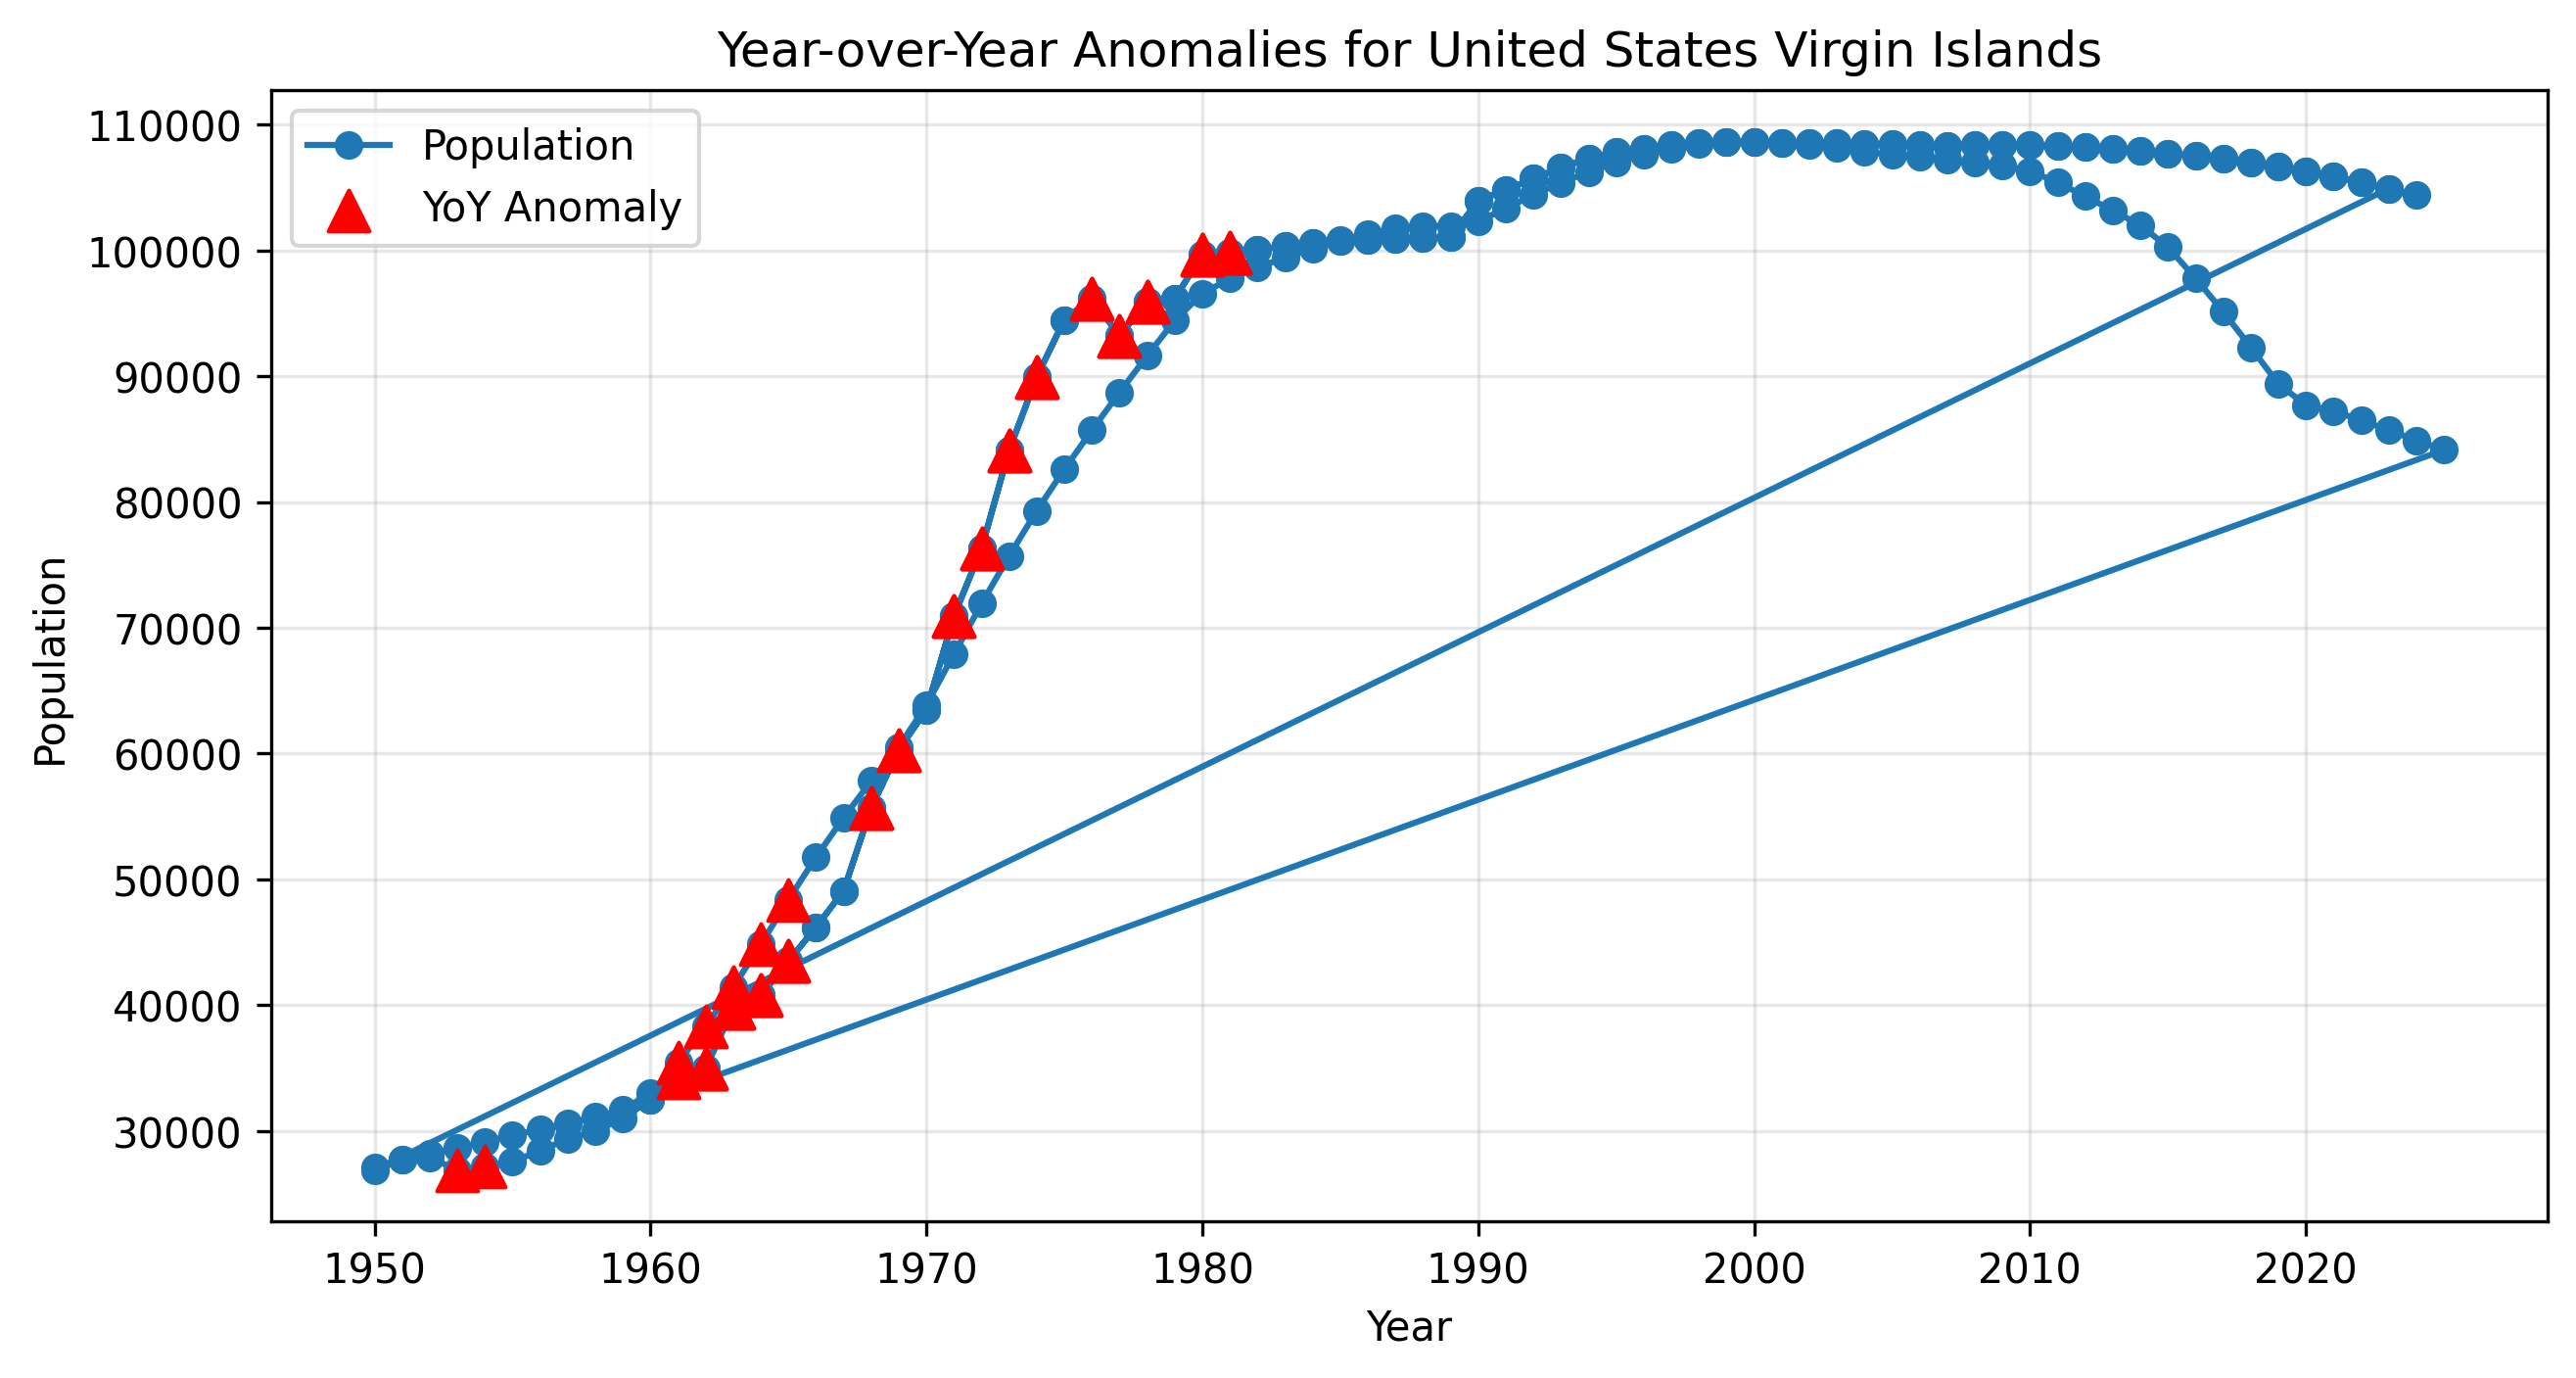 Year-over-Year Anomalies for United States Virgin Islands
Population
YoY Anomaly
110000
100000
90000
80000
70000
60000
50000
40000
30000
Population
1950 1960 1970 1980 1990 2000 2010 2020
Year